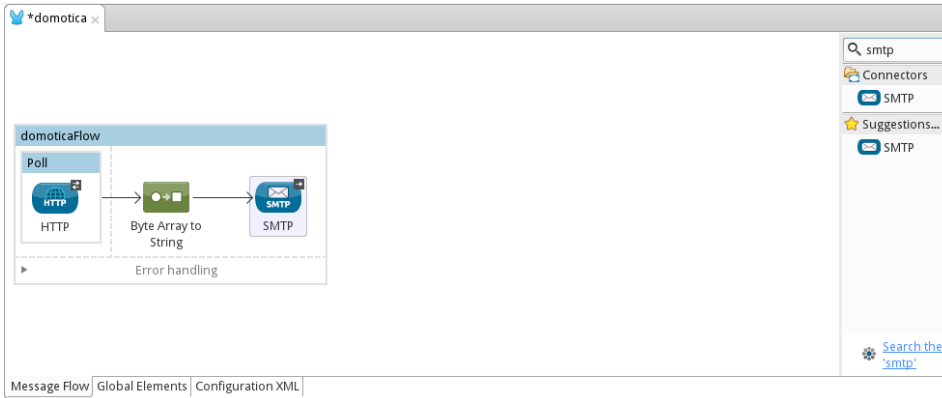 *domotica
smtp
Connectors
SMTP
Suggestions...
SMTP
domoticaFlow
Poll
HTTP
SMTP
HTTP
Byte Array to
String
SMTP
Error handling
Search the
'smtp'
Message Flow Global Elements Configuration XML